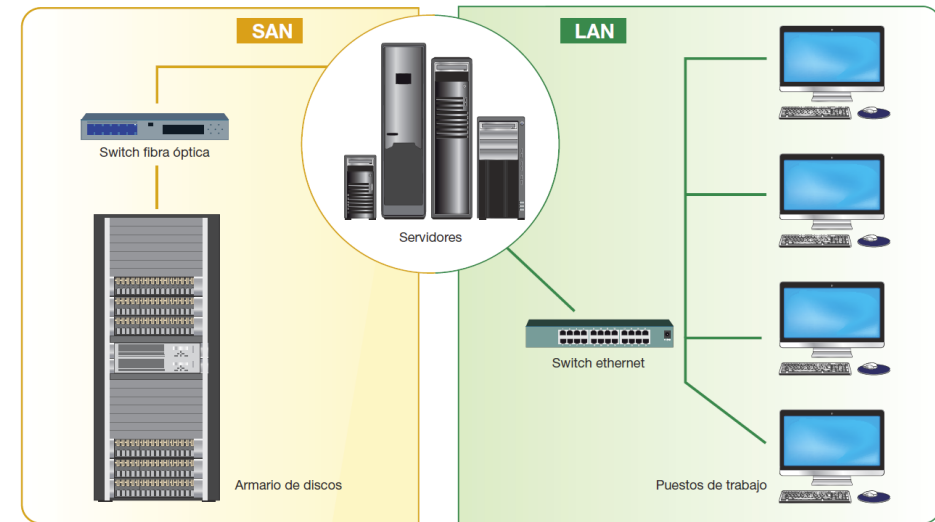 SAN
LAN
Switch fibra óptica
Servidores
Switch ethernet
Armario de discos
Puestos de trabajo